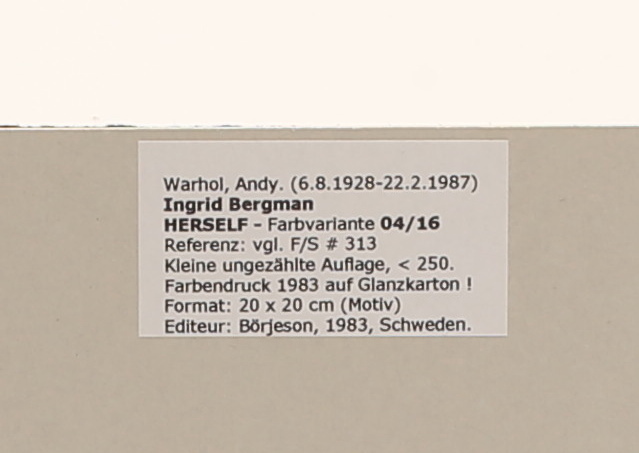 Warhol, Andy. (6.8.1928-22.2.1987)
Ingrid Bergman
HERSELF - Farbvariante 04/16
Referenz: vgl. F/S # 313
Kleine ungezählte Auflage, < 250.
Farbendruck 1983 auf Glanzkarton !
Format: 20 x 20 cm (Motiv)
Editeur: Börjeson, 1983, Schweden.